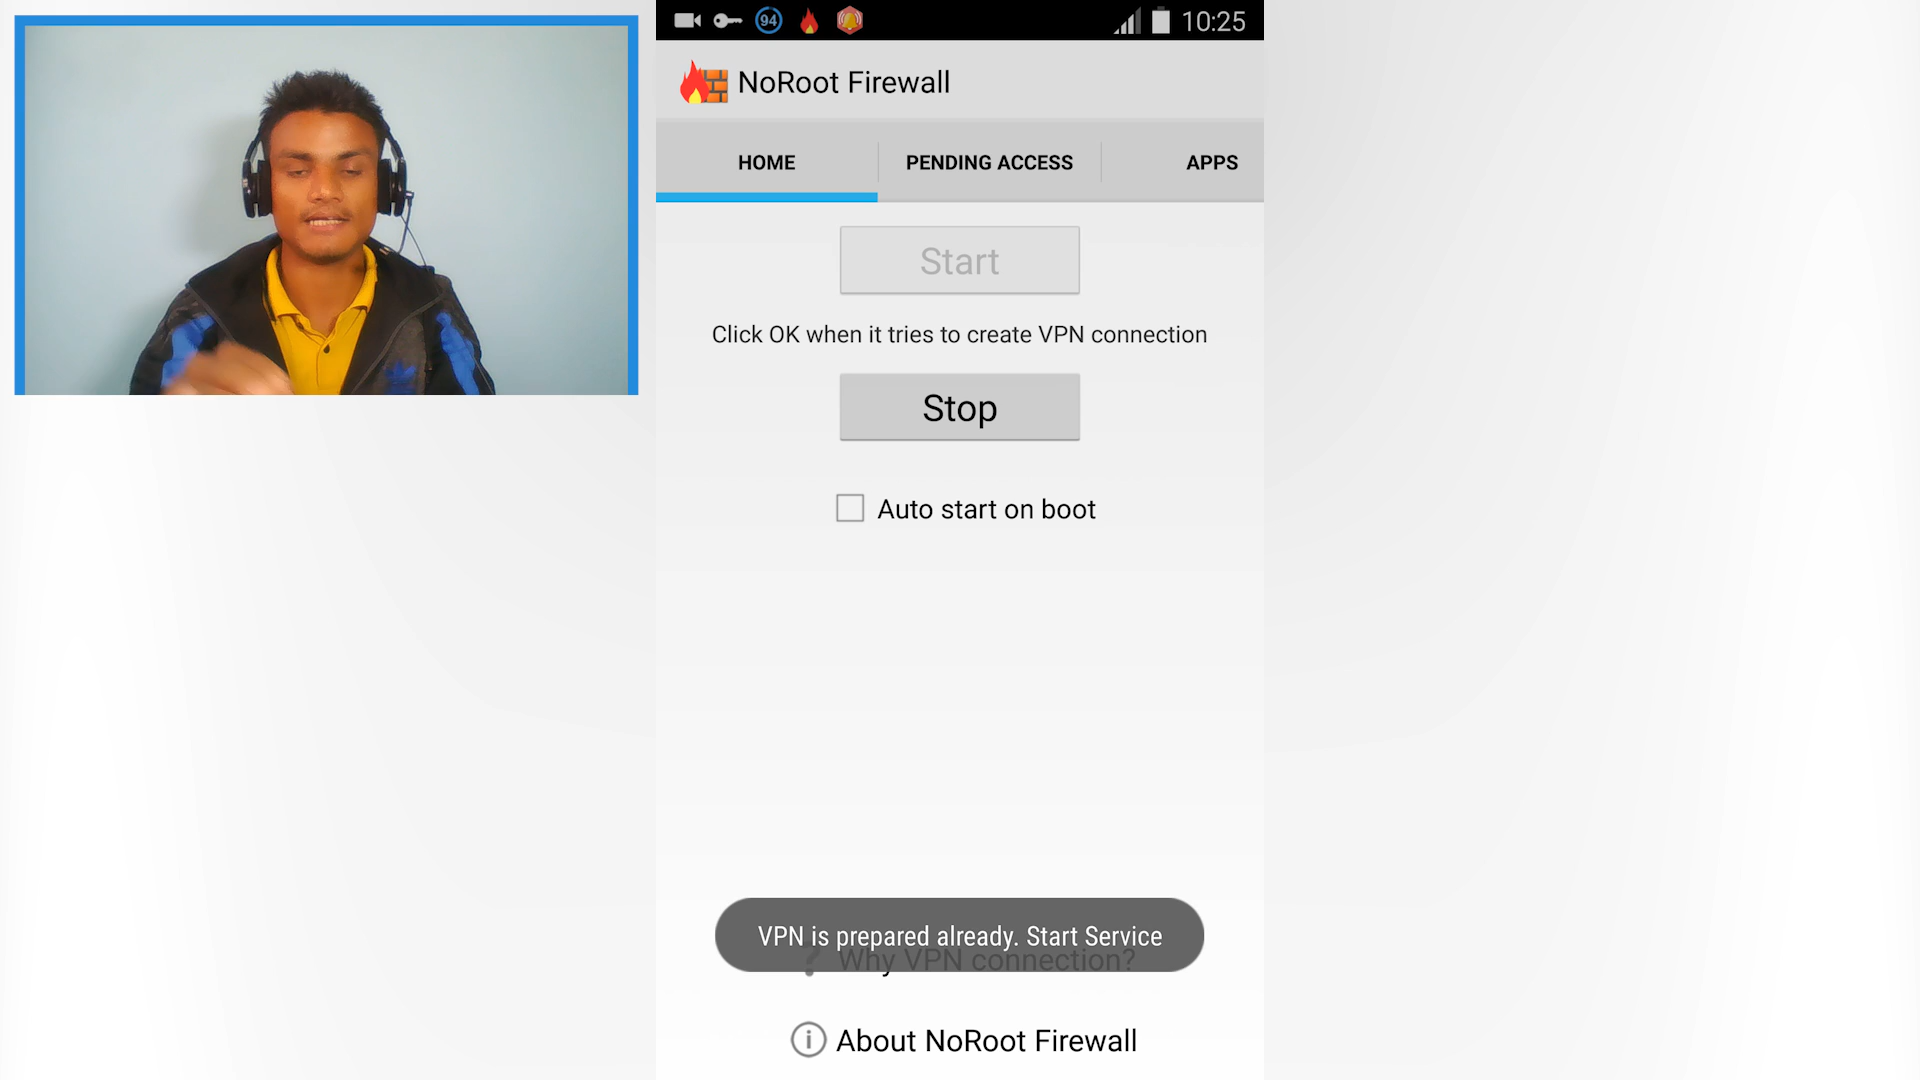 94
10:25
NoRoot Firewall
HOME
PENDING ACCESS
APPS
Start
Click OK when it tries to create VPN connection
Stop
Auto start on boot
VPN is prepared already. Start Service
? Why VPN connection?
About NoRoot Firewall